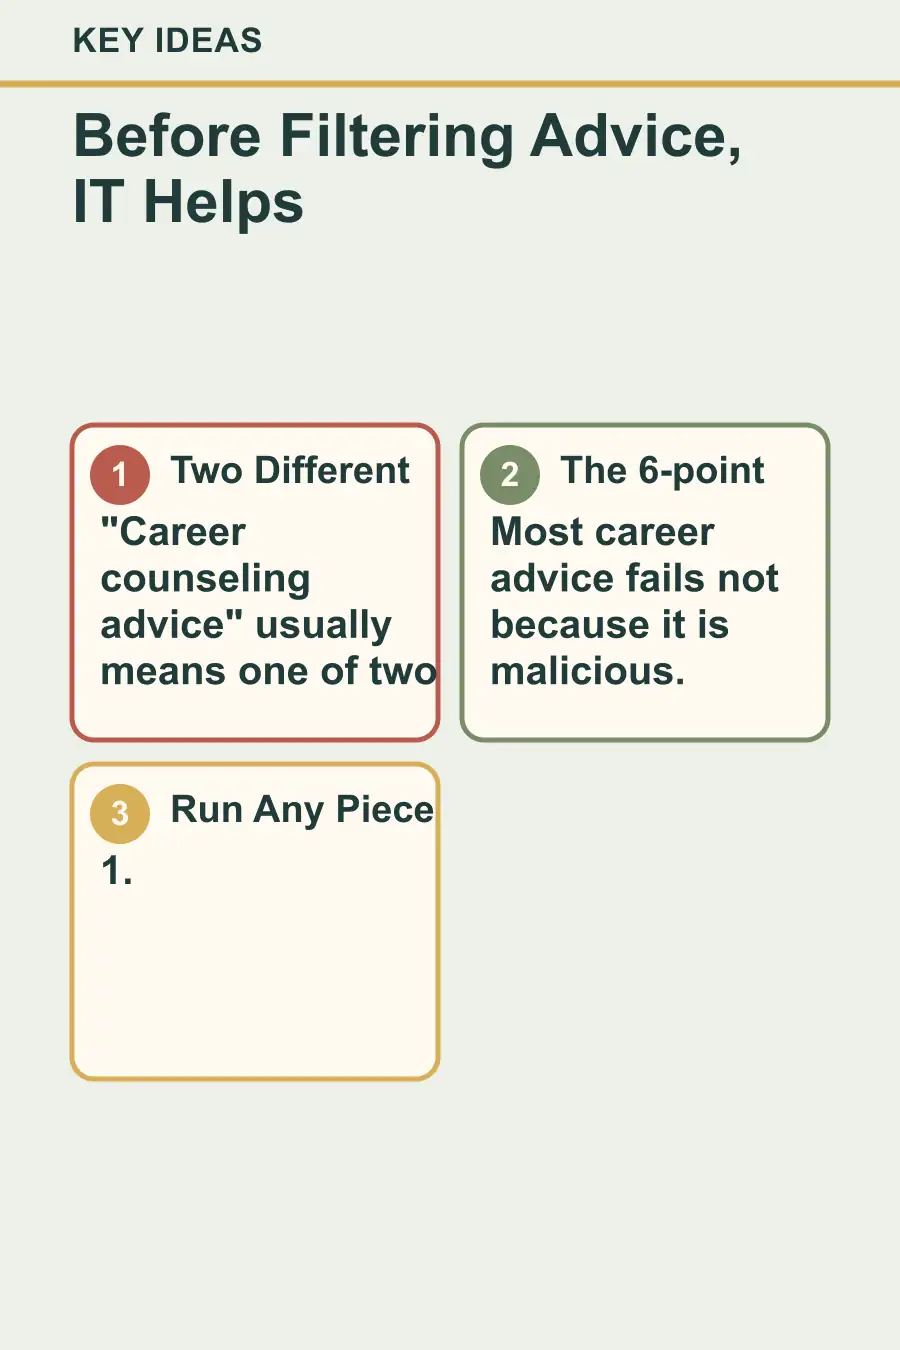 KEY IDEAS
Before Filtering Advice,
IT Helps
1 Two Different
"Career
counseling
advice" usually
means one of two
2 The 6-point
Most career
advice fails not
because it is
malicious.
3 Run Any Piece
1.